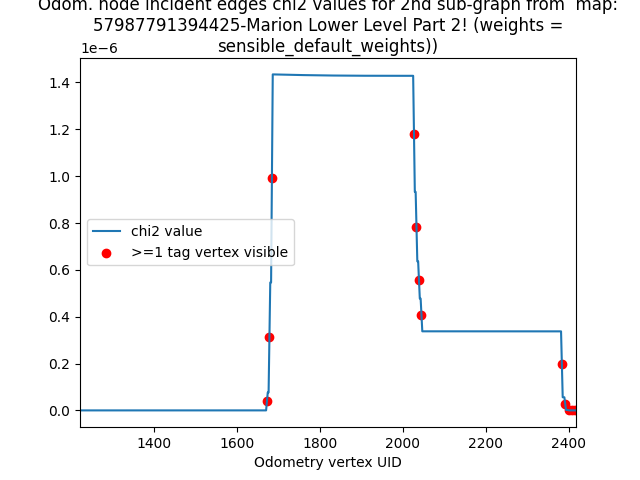 Odom. node incident edges chi2 values for 2nd sub-graph from  map:
57987791394425-Marion Lower Level Part 2! (weights =
sensible_default_weights))
1e−6
1.4
1.2
1.0
0.8
0.6
0.4
0.2
0.0
chi2 value
>=1 tag vertex visible
1400 1600 1800 2000 2200 2400
Odometry vertex UID